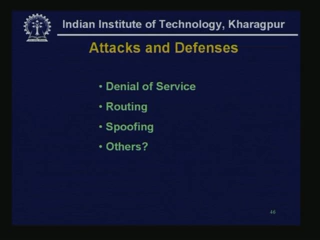 Indian Institute of Technology, Kharagpur
Attacks and Defenses
• Denial of Service
• Routing
• Spoofing
• Others?